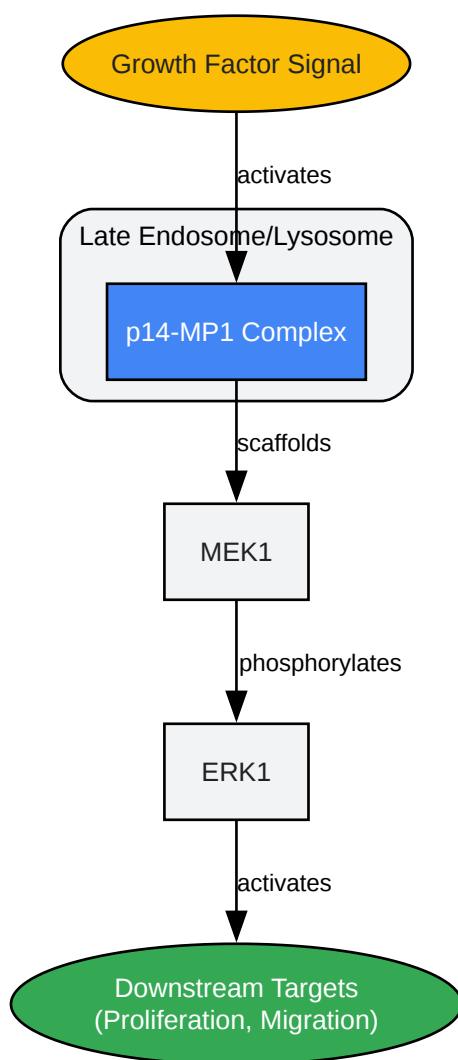 Growth Factor Signal
activates
Late Endosome/Lysosome
p14-MP1 Complex
scaffolds
MEK1
phosphorylates
ERK1
activates
Downstream Targets
(Proliferation, Migration)